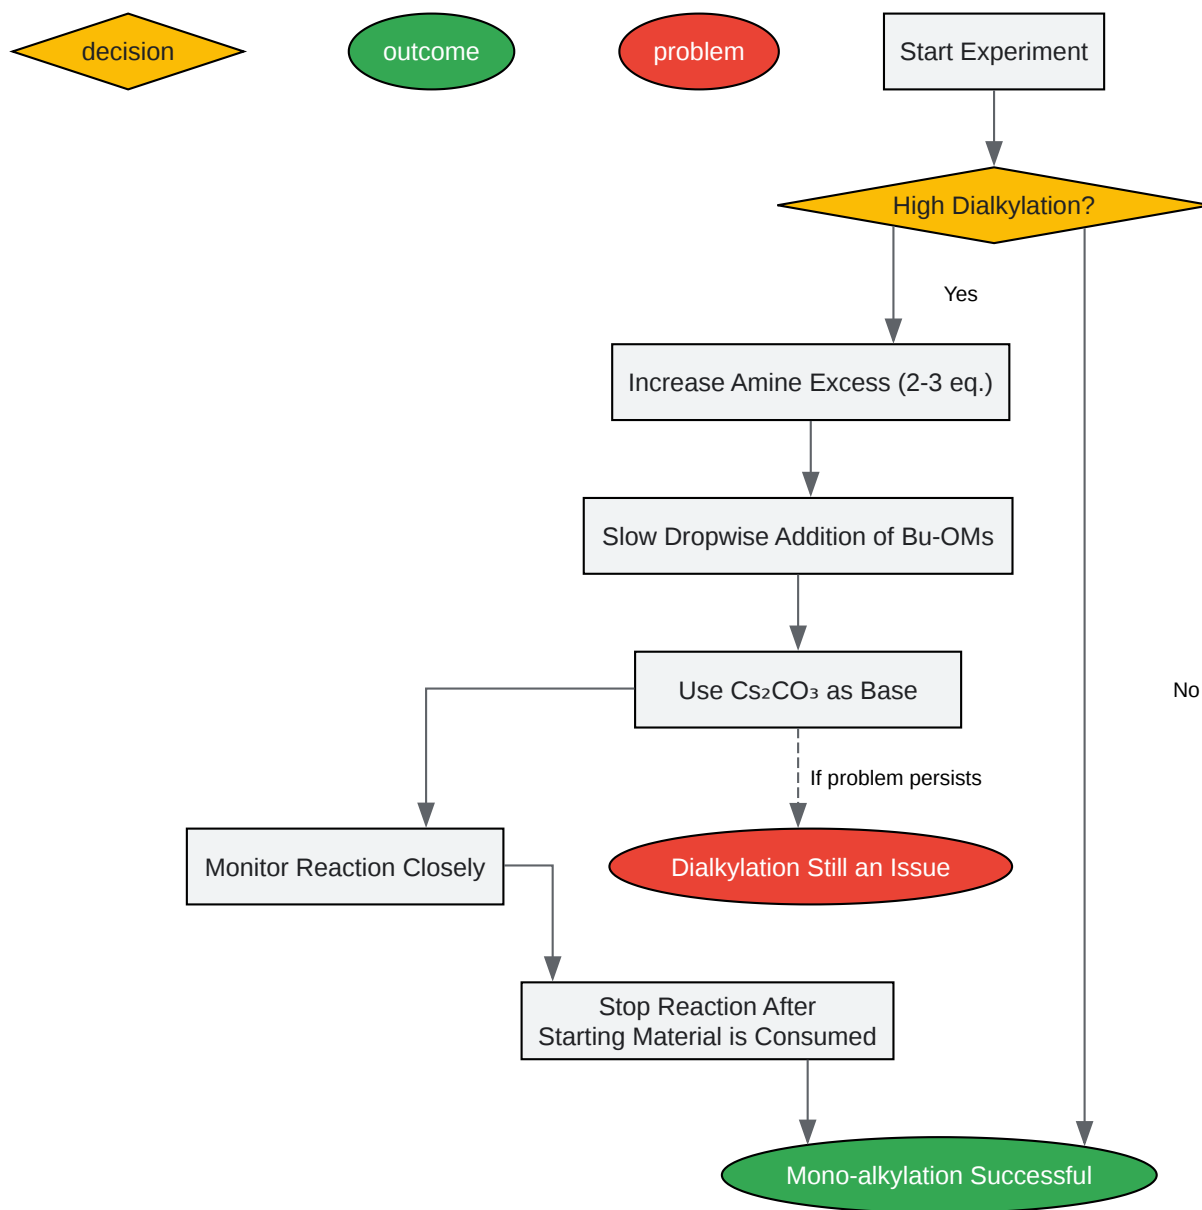 decision
outcome
problem
Start Experiment
High Dialkylation?
Yes
Increase Amine Excess (2-3 eq.)
Slow Dropwise Addition of Bu-OMs
Use Cs₂CO₃ as Base
No
If problem persists
Monitor Reaction Closely
Dialkylation Still an Issue
Stop Reaction After
Starting Material is Consumed
Mono-alkylation Successful